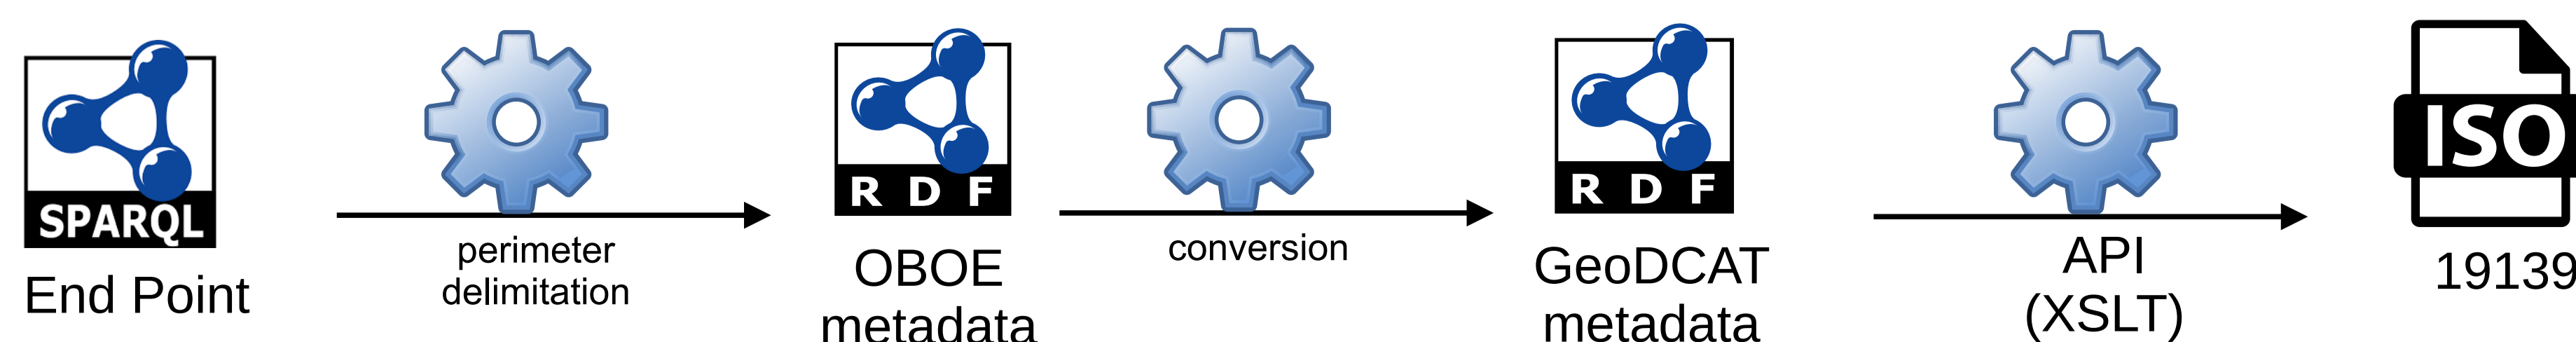 SPARQL
End Point
perimeter
delimitation
R D F
OBOE
metadata
conversion
R D F
GeoDCAT
metadata
API
(XSLT)
ISO
19139